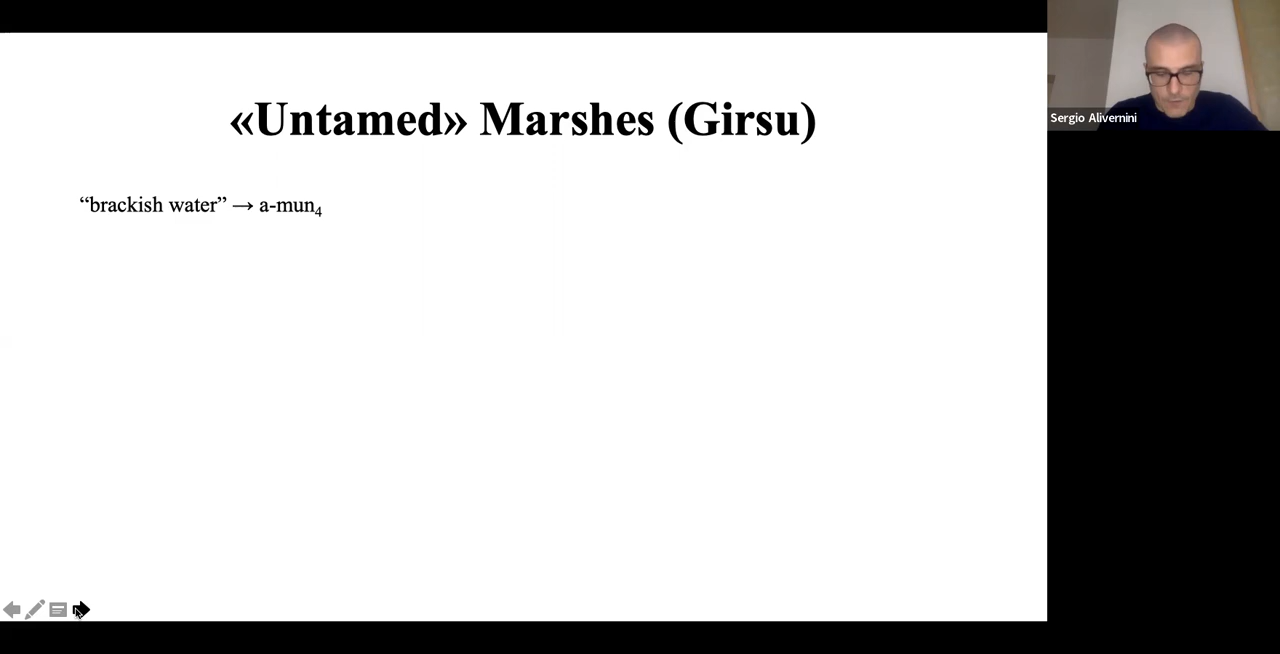 «Untamed» Marshes (Girsu)
“brackish water” → a-mun₄
Sergio Alivernini